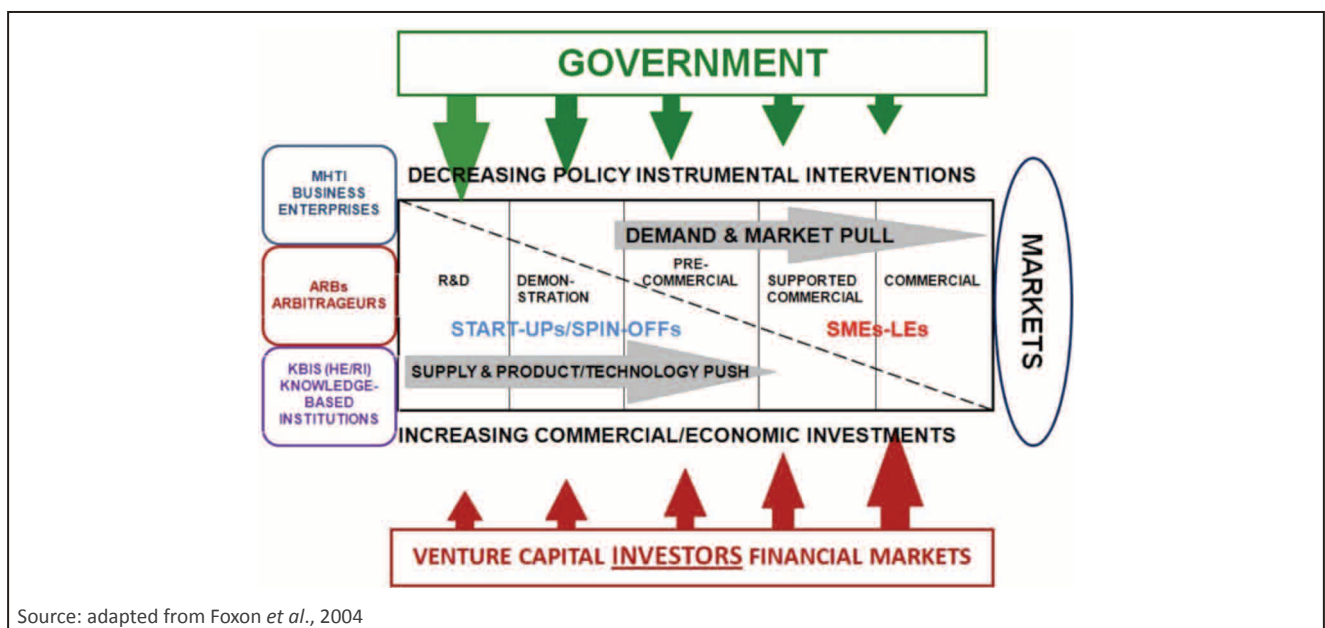 GOVERNMENT
DECREASING POLICY INSTRUMENTAL INTERVENTIONS
MHTI
BUSINESS
ENTERPRISES
ARBs
ARBITRAGEURS
KBIS (HE/RI)
KNOWLEDGE-
BASED
INSTITUTIONS
DEMAND & MARKET PULL
R&D
DEMON-
STRATION
PRE-
COMMERCIAL
SUPPORTED
COMMERCIAL
COMMERCIAL
START-UPs/SPIN-OFFs
SMEs-LEs
SUPPLY & PRODUCT/TECHNOLOGY PUSH
MARKETS
INCREASING COMMERCIAL/ECONOMIC INVESTMENTS
VENTURE CAPITAL INVESTORS FINANCIAL MARKETS
Source: adapted from Foxon et al., 2004